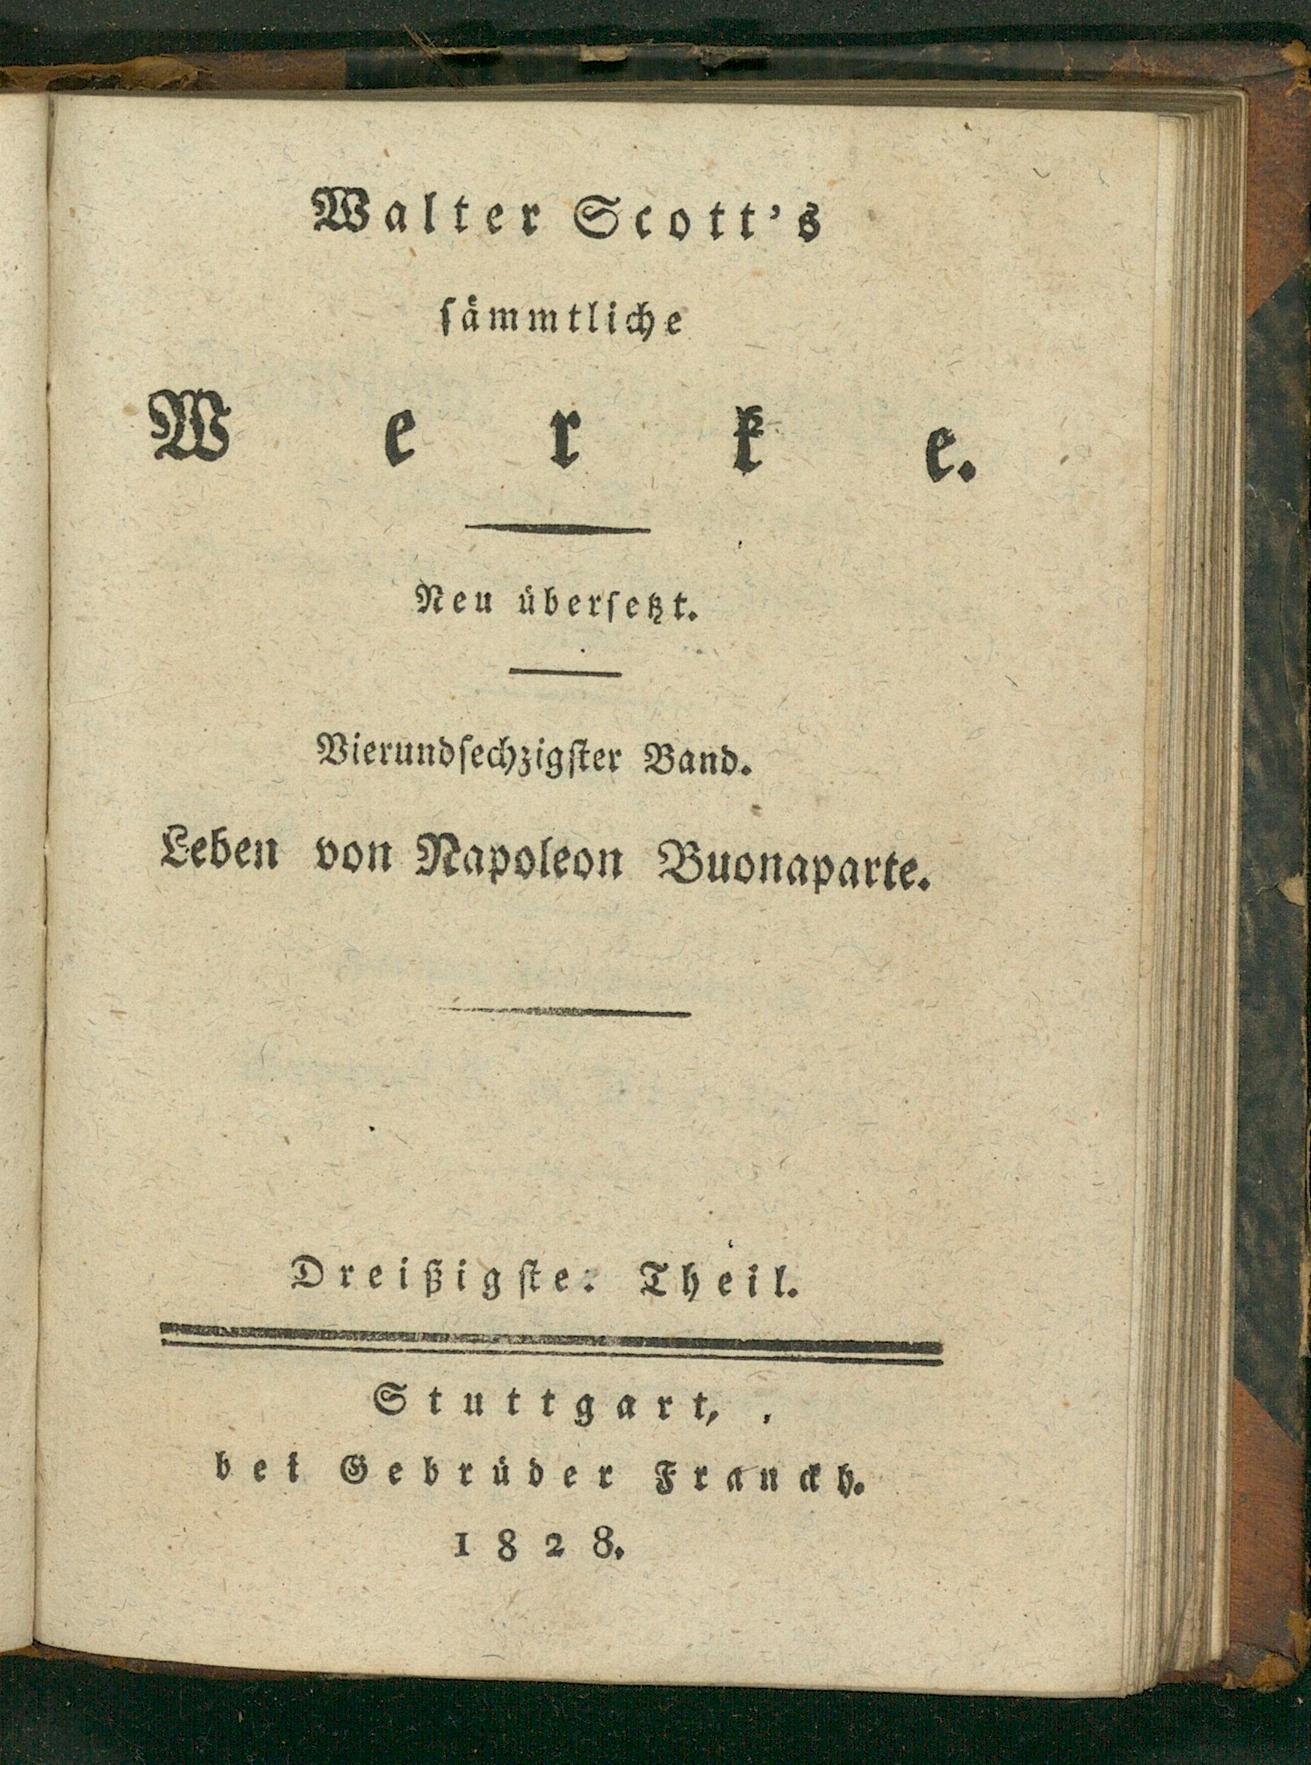 Walter Scott's
sämmtliche
Werke.
Neu übersetzt.
Vierundsechzigster Band.
Leben von Napoleon Buonaparte.
Dreißigster Theil.
Stuttgart,
bei Gebrüder Franckh.
1828.